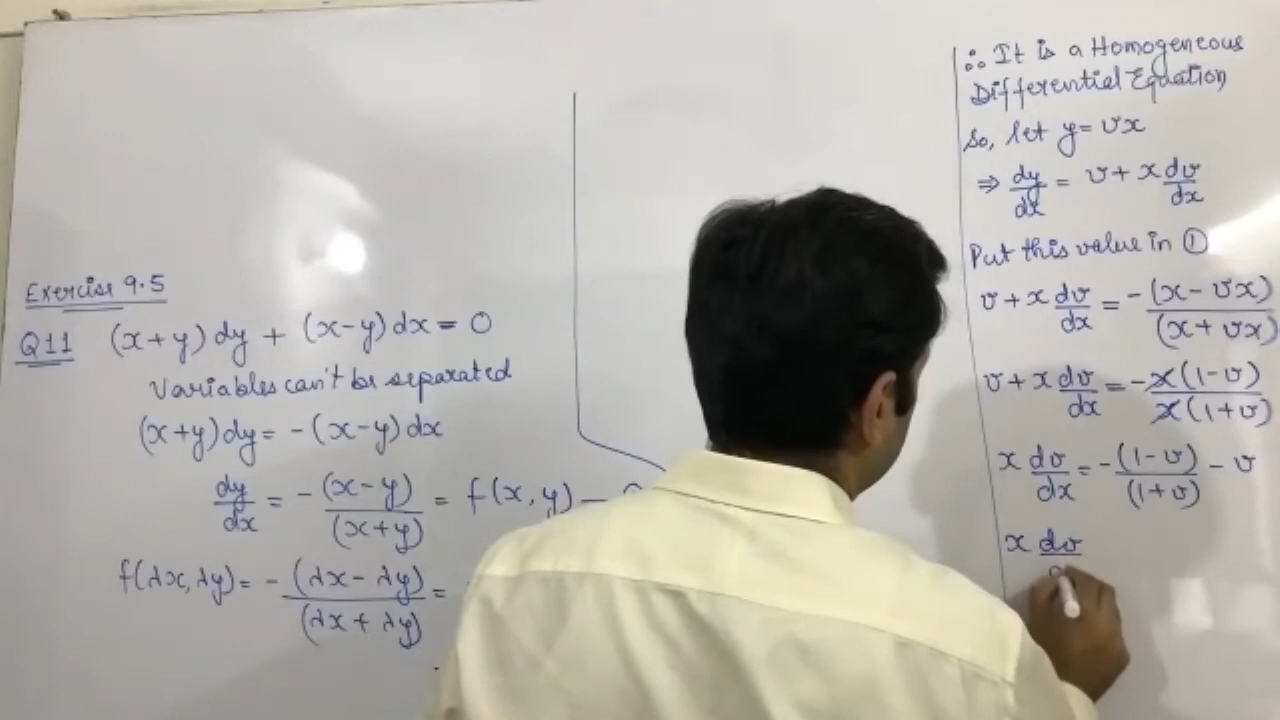 Exercise 9.5
Q11 (x+y) dy + (x-y) dx = 0
Variables can't be separated
(x+y) dy = - (x-y) dx
dy/dx = - (x-y)/(x+y) = f(x, y) —
f(λx, λy) = - (λx - λy)/(λx + λy) =
∴ It is a Homogeneous
Differential Equation
So, let y = vx
⇒ dy/dx = v + x dv/dx
Put this value in ①
v + x dv/dx = - (x - vx)/(x + vx)
v + x dv/dx = - x(1-v)/x(1+v)
x dv/dx = - (1-v)/(1+v) - v
x dv